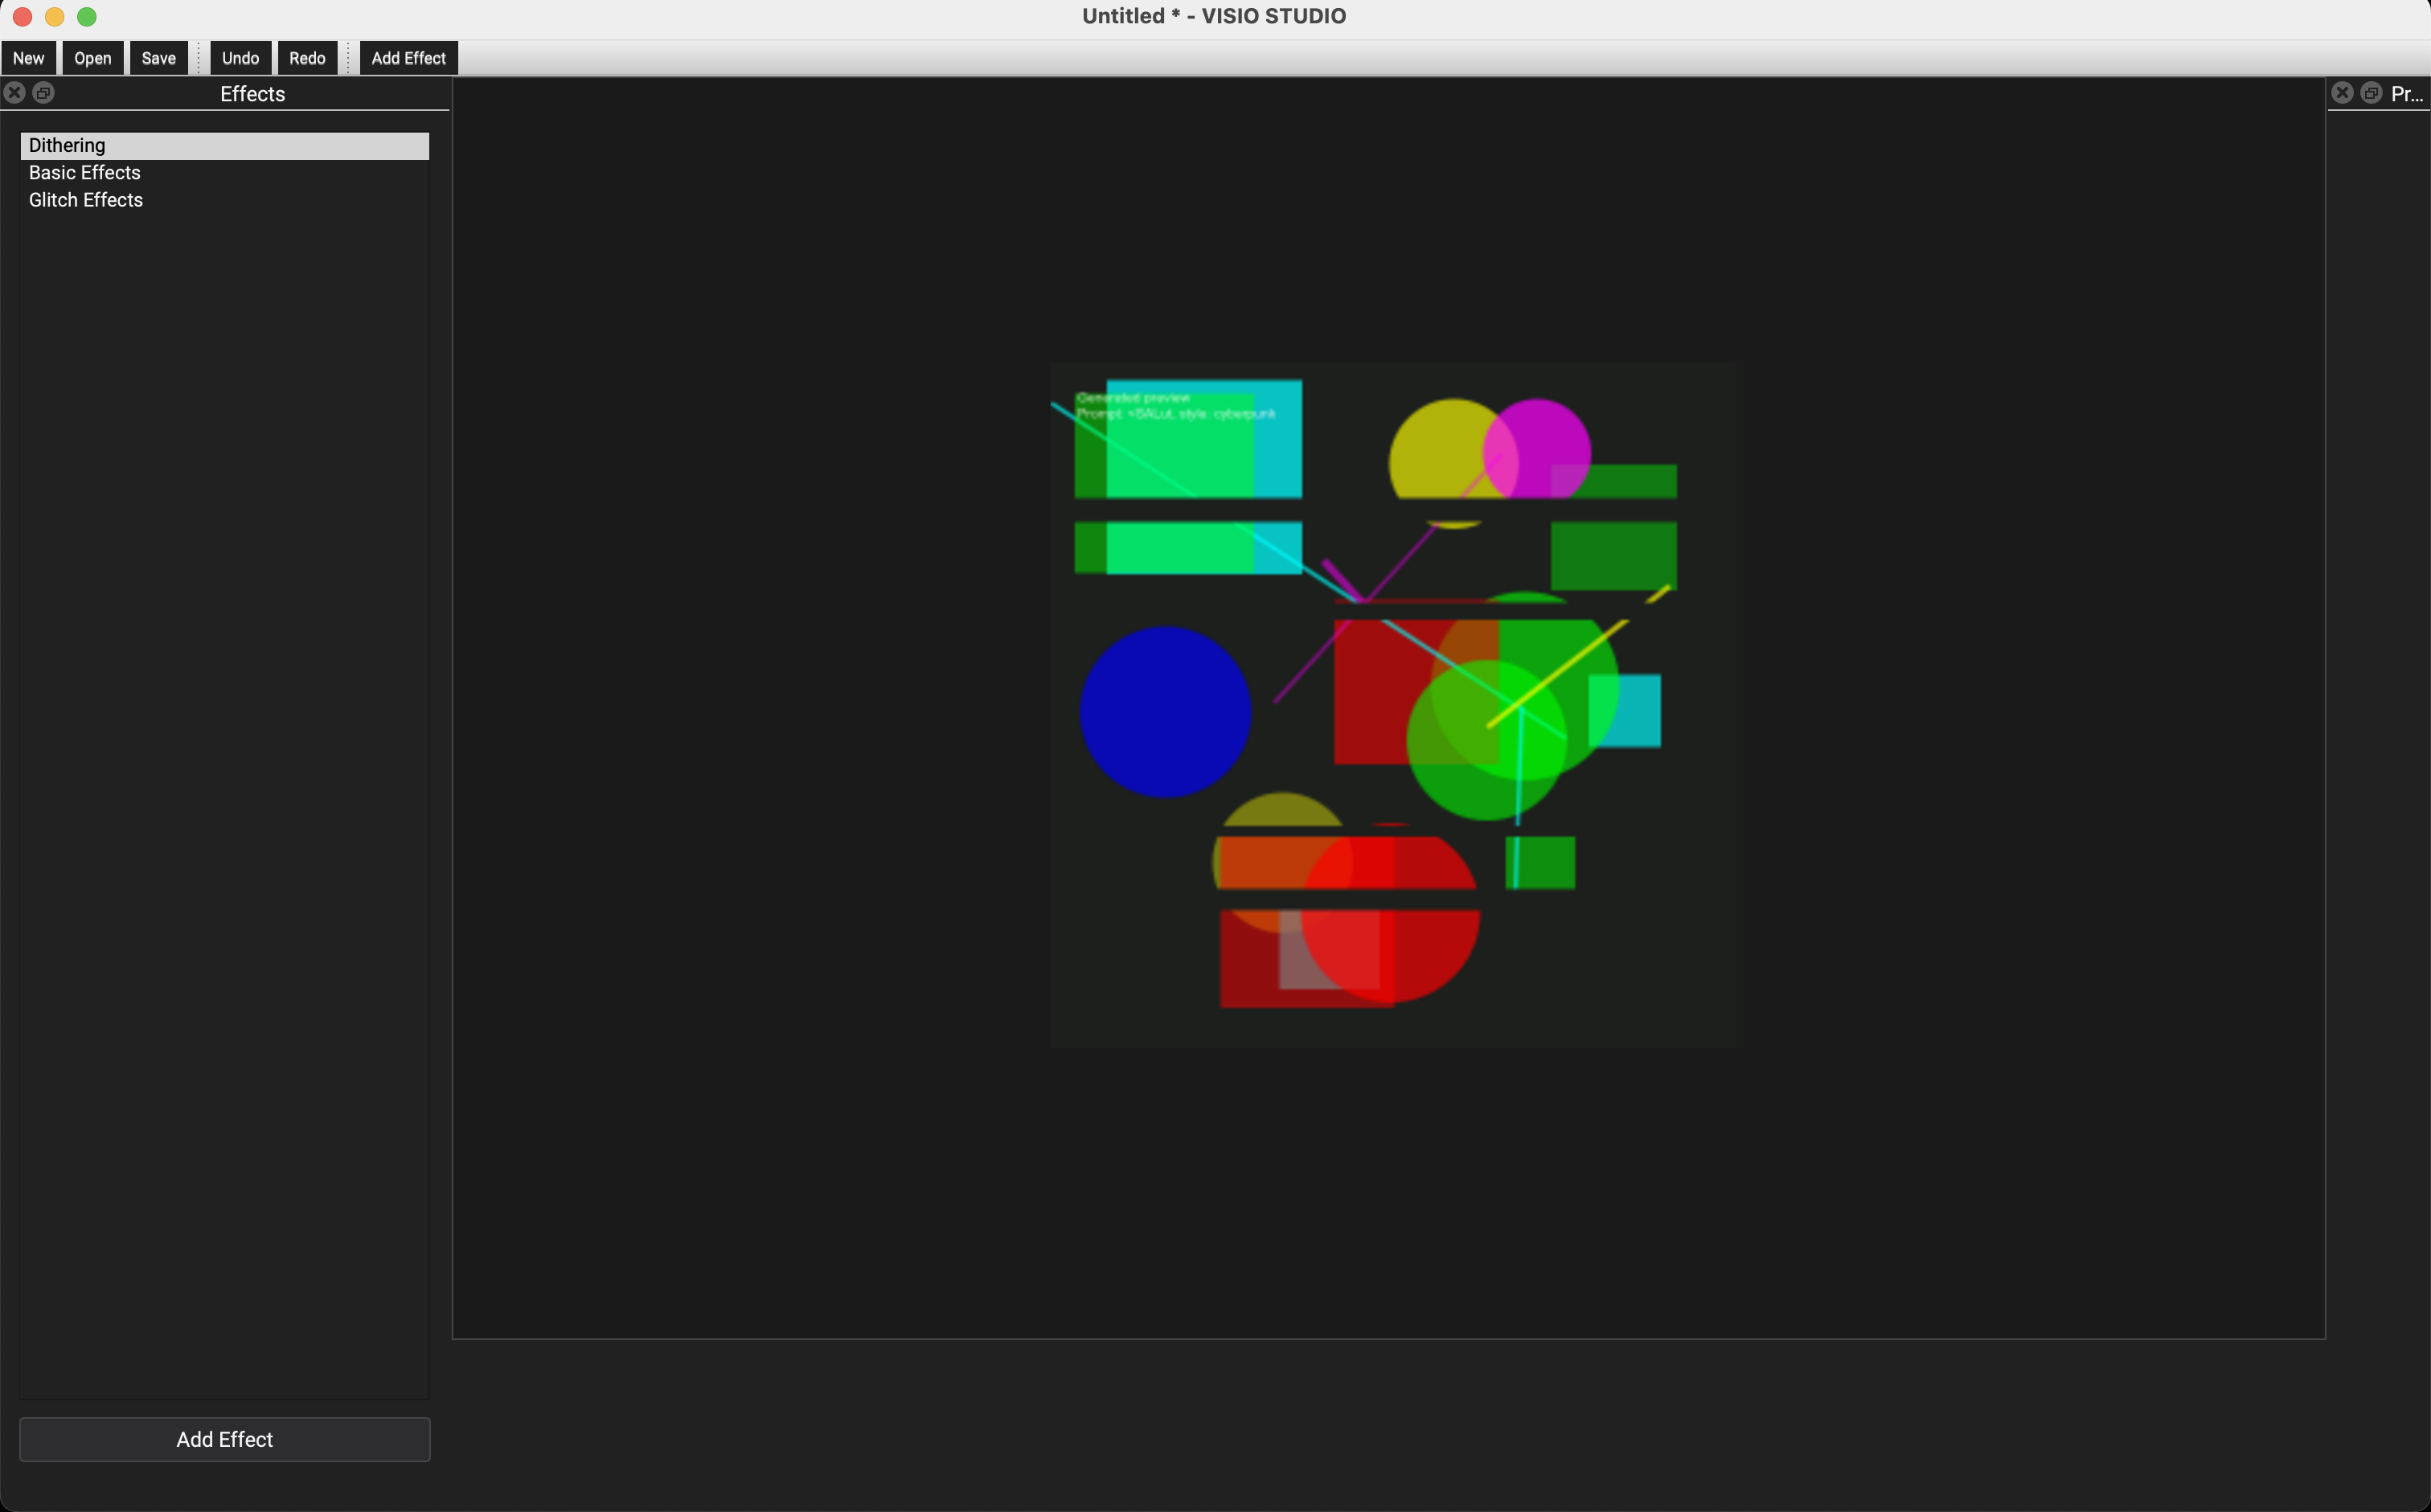 Untitled * - VISIO STUDIO
New Open Save Undo Redo Add Effect
Effects
Pr...
Dithering
Basic Effects
Glitch Effects
Generated preview
Prompt: style: cyberpunk
Add Effect